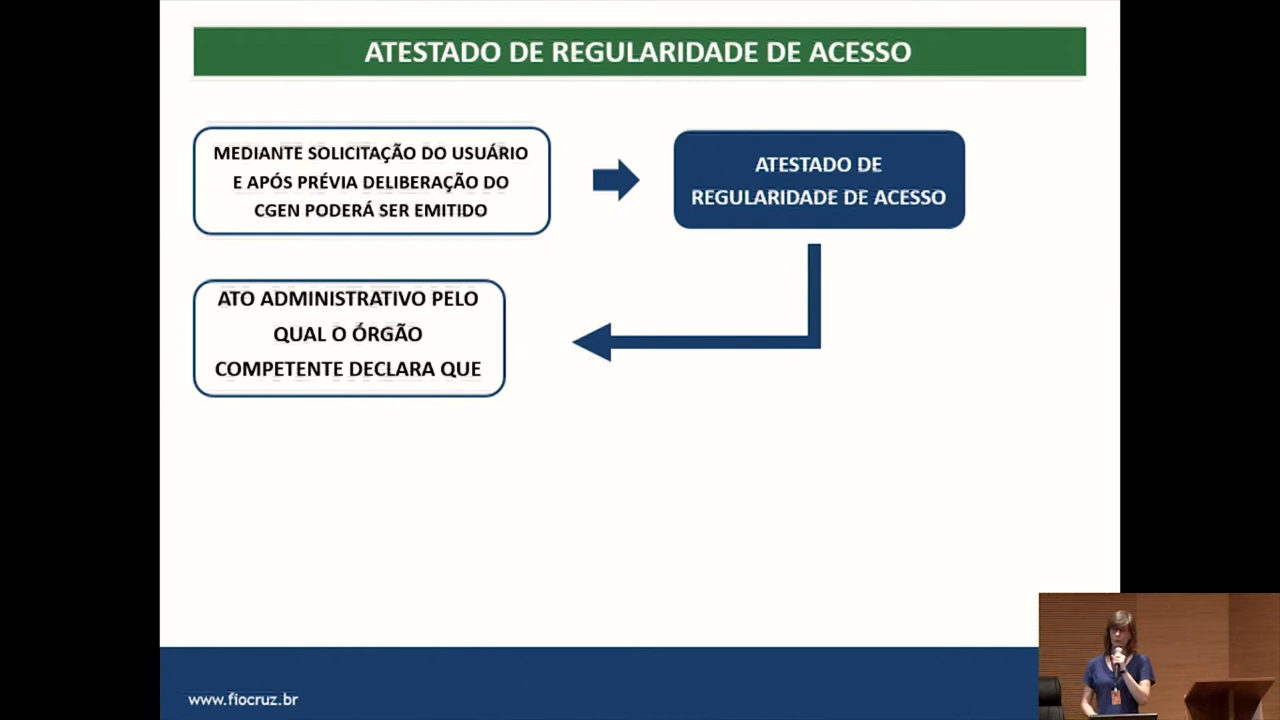 ATESTADO DE REGULARIDADE DE ACESSO
MEDIANTE SOLICITAÇÃO DO USUÁRIO
E APÓS PRÉVIA DELIBERAÇÃO DO
CGEN PODERÁ SER EMITIDO
ATESTADO DE
REGULARIDADE DE ACESSO
ATO ADMINISTRATIVO PELO
QUAL O ÓRGÃO
COMPETENTE DECLARA QUE
www.fiocruz.br